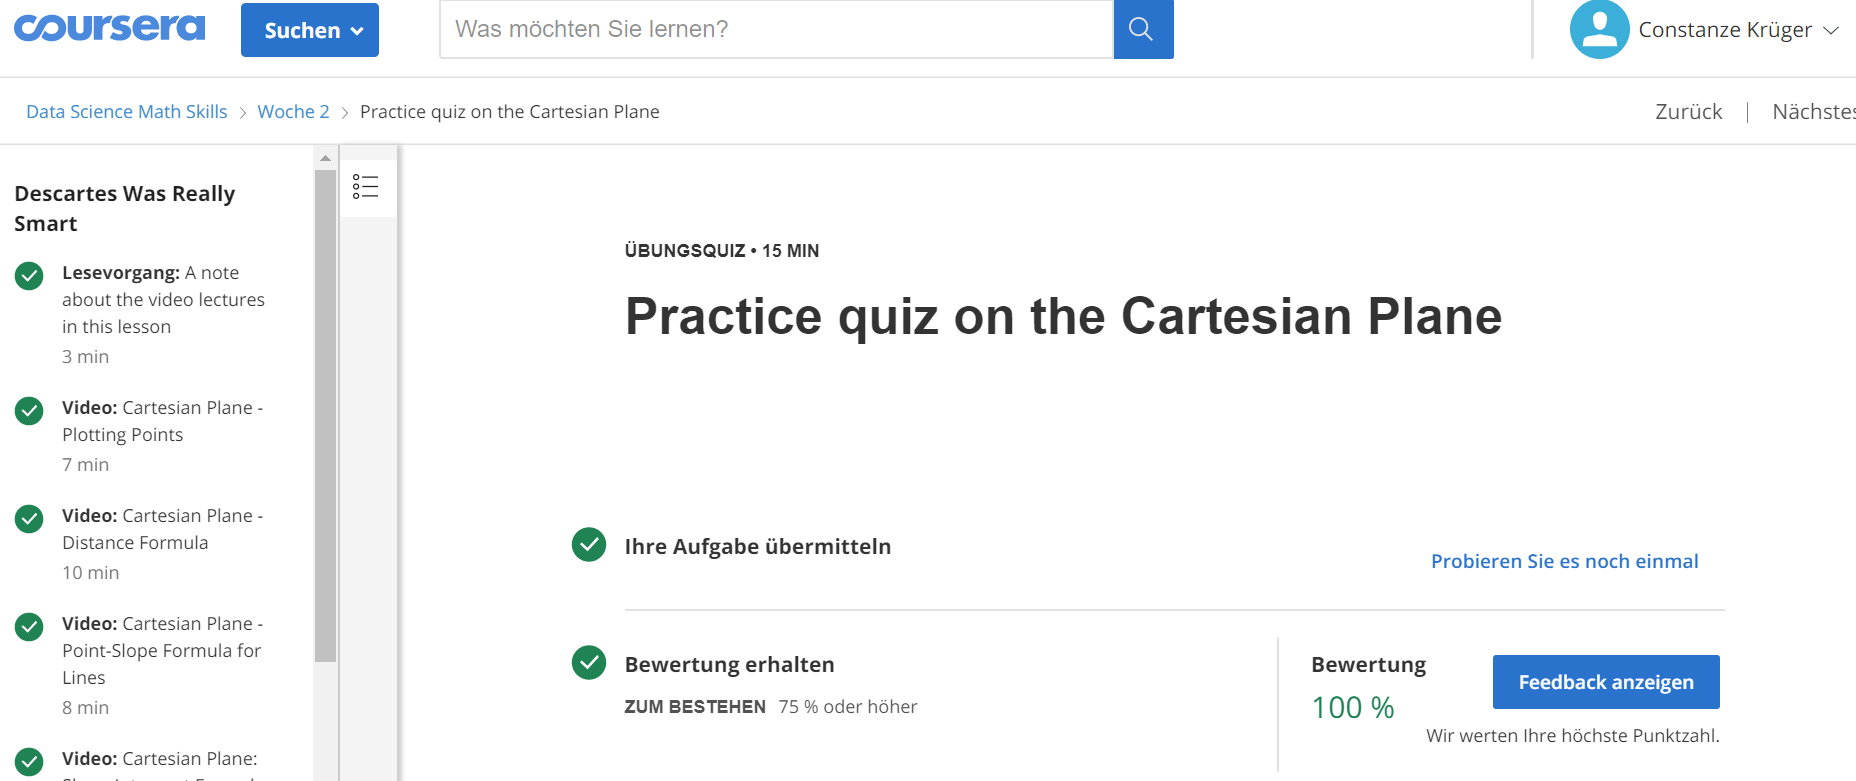 coursera
Suchen
Was möchten Sie lernen?
Constanze Krüger
Data Science Math Skills > Woche 2 > Practice quiz on the Cartesian Plane
Zurück | Nächstes
Descartes Was Really
Smart
Lesevorgang: A note
about the video lectures
in this lesson
3 min
Video: Cartesian Plane -
Plotting Points
7 min
Video: Cartesian Plane -
Distance Formula
10 min
Video: Cartesian Plane -
Point-Slope Formula for
Lines
8 min
Video: Cartesian Plane:
ÜBUNGSQUIZ • 15 MIN
Practice quiz on the Cartesian Plane
Ihre Aufgabe übermitteln
Probieren Sie es noch einmal
Bewertung erhalten
ZUM BESTEHEN 75 % oder höher
Bewertung
100 %
Feedback anzeigen
Wir werten Ihre höchste Punktzahl.